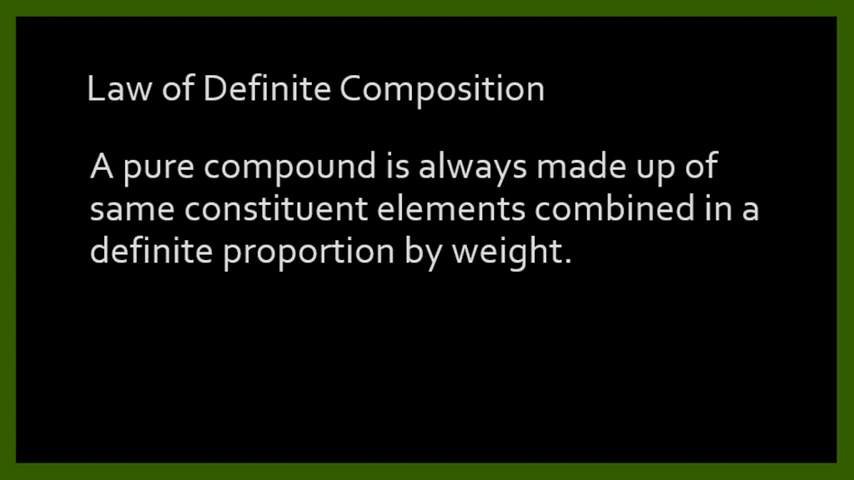 Law of Definite Composition
A pure compound is always made up of
same constituent elements combined in a
definite proportion by weight.